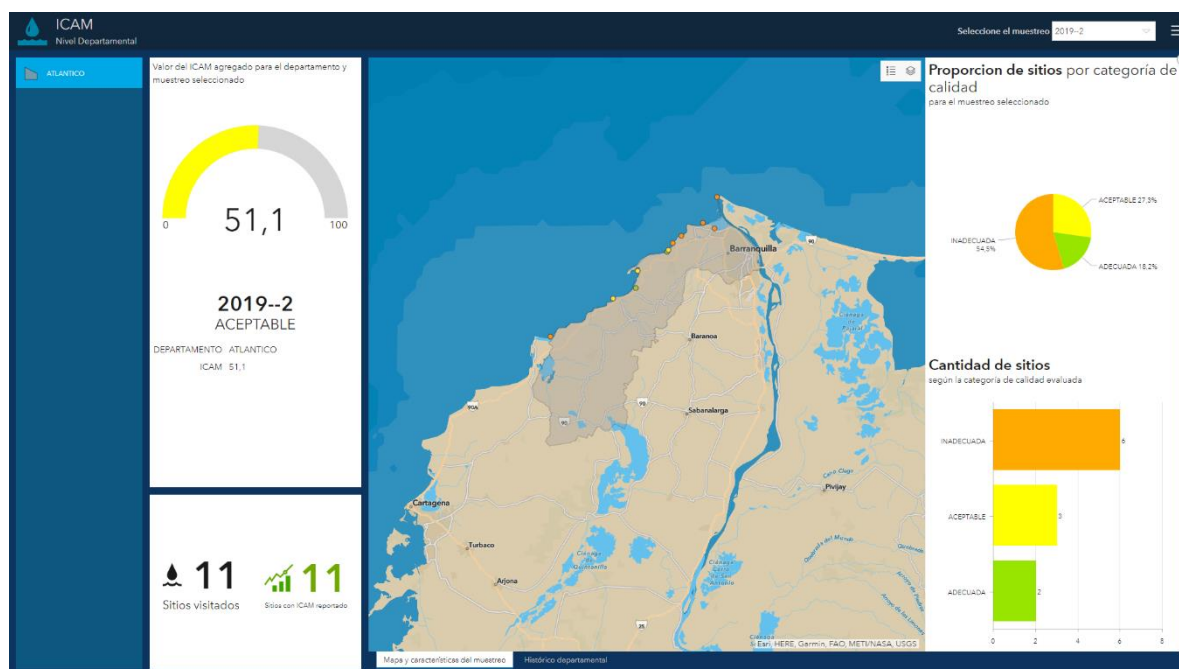 ICAM
Nivel Departamental
Seleccione el muestreo 2019--2
ATLANTICO
Valor del ICAM agregado para el departamento y
muestreo seleccionado
0
51,1
100
2019--2
ACEPTABLE
DEPARTAMENTO ATLANTICO
ICAM 51,1
11
Sitios visitados
11
Sitios con ICAM reportado
Barranquilla
90
Baranoa
Sabanalarga
90A
90
90
Pivijay
Cartagena
Turbaco
Arjona
25
Esri, HERE, Garmin, FAO, METI/NASA, USGS
Mapa y características del muestreo
Histórico departamental
Proporcion de sitios por categoría de
calidad
para el muestreo seleccionado
ACEPTABLE 27,3%
INADECUADA
54,5%
ADECUADA 18,2%
Cantidad de sitios
según la categoría de calidad evaluada
INADECUADA
6
ACEPTABLE
3
ADECUADA
2
0
2
4
6
8